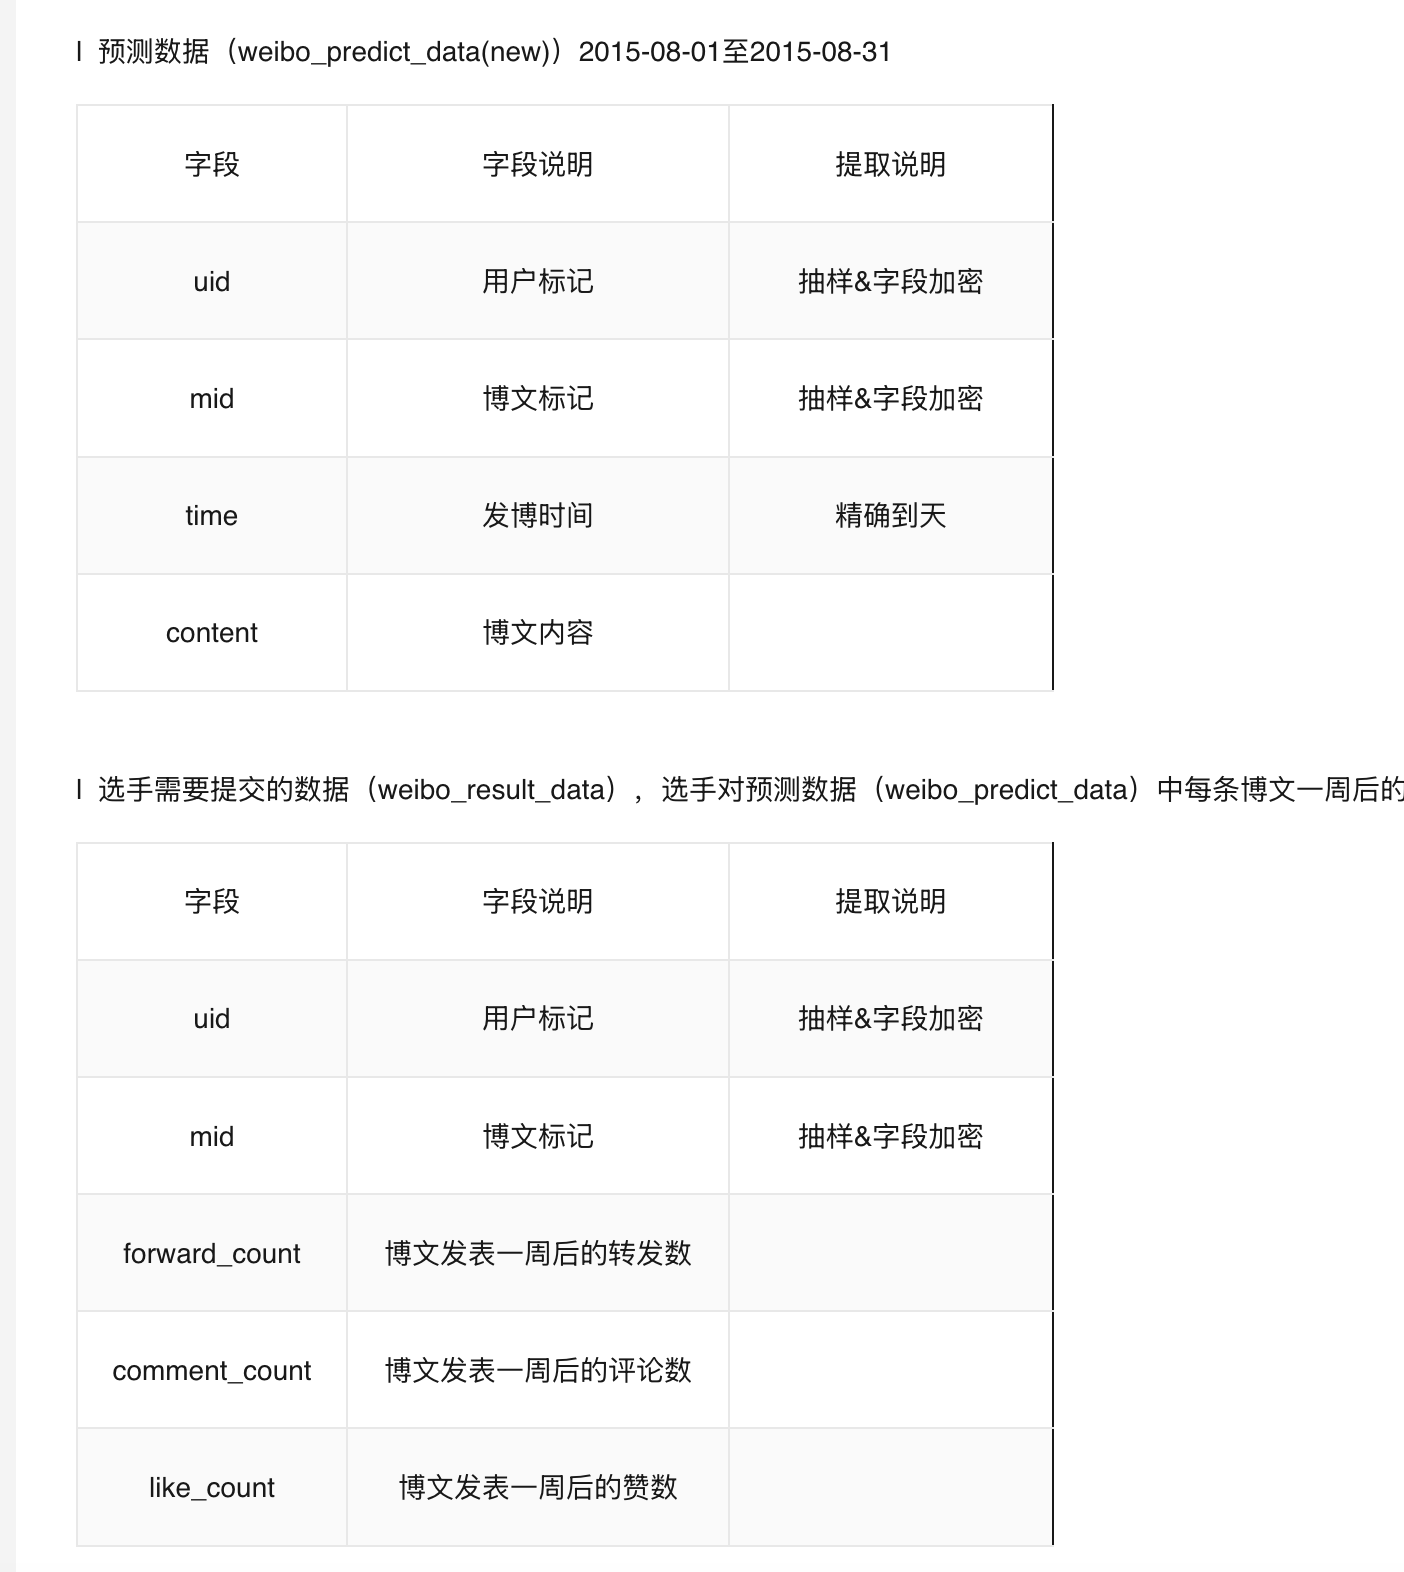 l 预测数据（weibo_predict_data(new)）2015-08-01至2015-08-31
字段 字段说明 提取说明
uid 用户标记 抽样&字段加密
mid 博文标记 抽样&字段加密
time 发博时间 精确到天
content 博文内容
l 选手需要提交的数据（weibo_result_data），选手对预测数据（weibo_predict_data）中每条博文一周后的
字段 字段说明 提取说明
uid 用户标记 抽样&字段加密
mid 博文标记 抽样&字段加密
forward_count 博文发表一周后的转发数
comment_count 博文发表一周后的评论数
like_count 博文发表一周后的赞数